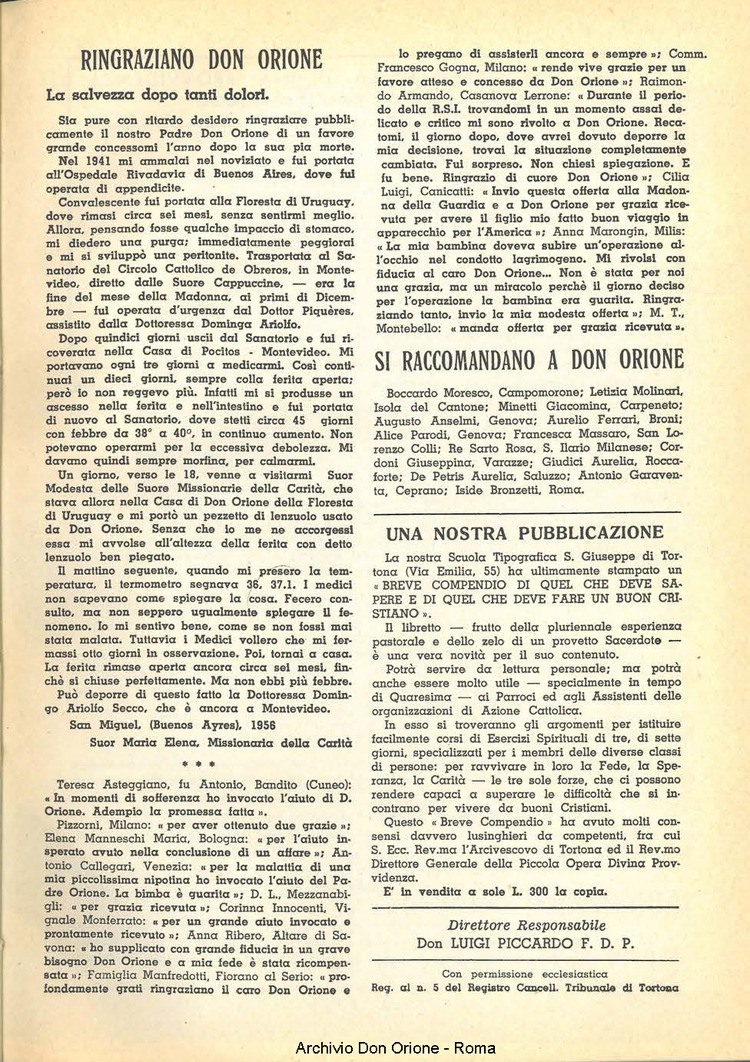 RINGRAZIANO DON ORIONE
La salvezza dopo tanti dolori.
Sia pure con ritardo desidero ringraziare pubbli-
camente il nostro Padre Don Orione di un favore
grande concessomi l'anno dopo la sua pia morte.
Nel 1941 mi ammalai nel noviziato e fui portata
all'Ospedale Rivadavia di Buenos Aires, dove fui
operata di appendicite.
Convalescente fui portata alla Floresta di Uruguay,
dove rimasi circa sei mesi, senza sentirmi meglio.
Allora, pensando fosse qualche impaccio di stomaco,
mi diedero una purga; immediatamente peggiorai
e mi si sviluppò una peritonite. Trasportata al Sa-
natorio del Circolo Cattolico de Obreros, in Monte-
video, diretto dalle Suore Cappuccine, — era la
fine del mese della Madonna, ai primi di Dicem-
bre — fui operata d'urgenza dal Dottor Piquères,
assistito dalla Dottoressa Dominga Ariolfo.
Dopo quindici giorni uscii dal Sanatorio e fui ri-
coverata nella Casa di Pocitos - Montevideo. Mi
portavano ogni tre giorni a medicarmi. Così conti-
nuai un dieci giorni, sempre colla ferita aperta;
però io non reggevo più. Infatti mi si produsse un
ascesso nella ferita e nell'intestino e fui portata
di nuovo al Sanatorio, dove stetti circa 45 giorni
con febbre da 38° a 40°, in continuo aumento. Non
potevano operarmi per la eccessiva debolezza. Mi
davano quindi sempre morfina, per calmarmi.
Un giorno, verso le 18, venne a visitarmi Suor
Modesta delle Suore Missionarie della Carità, che
stava allora nella Casa di Don Orione della Floresta
di Uruguay e mi portò un pezzetto di lenzuolo usato
da Don Orione. Senza che io me ne accorgessi
essa mi avvolse all'altezza della ferita con detto
lenzuolo ben piegato.
Il mattino seguente, quando mi presero la tem-
peratura, il termometro segnava 36, 37.1. I medici
non sapevano come spiegare la cosa. Fecero con-
sulto, ma non seppero ugualmente spiegare il fe-
nomeno. Io mi sentivo bene, come se non fossi mai
stata malata. Tuttavia i Medici vollero che mi fer-
massi otto giorni in osservazione. Poi, tornai a casa.
La ferita rimase aperta ancora circa sei mesi, fin-
chè si chiuse perfettamente. Ma non ebbi più febbre.
Può deporre di questo fatto la Dottoressa Domin-
go Ariolfo Secco, che è ancora a Montevideo.
San Miguel, (Buenos Ayres), 1956
Suor Maria Elena, Missionaria della Carità
* * *
Teresa Asteggiano, fu Antonio, Bandito (Cuneo):
« In momenti di sofferenza ho invocato l'aiuto di D.
Orione. Adempio la promessa fatta ».
Pizzorni, Milano: « per aver ottenuto due grazie »;
Elena Manneschi Maria, Bologna: « per l'aiuto in-
sperato avuto nella conclusione di un affare »; An-
tonio Callegari, Venezia: « per la malattia di una
mia piccolissima nipotina ho invocato l'aiuto del Pa-
dre Orione. La bimba è guarita »; D. L., Mezzanabi-
gli: « per grazia ricevuta »; Corinna Innocenti, Vi-
gnale Monferrato: « per un grande aiuto invocato e
prontamente ricevuto »; Anna Ribero, Altare di Sa-
vona: « ho supplicato con grande fiducia in un grave
bisogno Don Orione e a mia fede è stata ricompen-
sata »; Famiglia Manfredotti, Fiorano al Serio: « pro-
fondamente grati ringraziano il caro Don Orione e
lo pregano di assisterli ancora e sempre »; Comm.
Francesco Gogna, Milano: « rende vive grazie per un
favore atteso e concesso da Don Orione »; Raimon-
do Armando, Casanova Lerrone: « Durante il perio-
do della R.S.I. trovandomi in un momento assai de-
licato e critico mi sono rivolto a Don Orione. Reca-
tomi, il giorno dopo, dove avrei dovuto deporre la
mia decisione, trovai la situazione completamente
cambiata. Fui sorpreso. Non chiesi spiegazione. E
fu bene. Ringrazio di cuore Don Orione »; Cilia
Luigi, Canicatti: « Invio questa offerta alla Madon-
na della Guardia e a Don Orione per grazia rice-
vuta per avere il figlio mio fatto buon viaggio in
apparecchio per l'America »; Anna Marongin, Milis:
« La mia bambina doveva subire un'operazione al-
l'occhio nel condotto lagrimogeno. Mi rivolsi con
fiducia al caro Don Orione... Non è stata per noi
una grazia, ma un miracolo perchè il giorno deciso
per l'operazione la bambina era guarita. Ringra-
ziando tanto, invio la mia modesta offerta »; M. T.,
Montebello: « manda offerta per grazia ricevuta ».
SI RACCOMANDANO A DON ORIONE
Boccardo Moresco, Campomorone; Letizia Molinari,
Isola del Cantone; Minetti Giacomina, Carpeneto;
Augusto Anselmi, Genova; Aurelio Ferrari, Broni;
Alice Parodi, Genova; Francesca Massaro, San Lo-
renzo Colli; Re Sarto Rosa, S. Ilario Milanese; Cor-
doni Giuseppina, Varazze; Giudici Aurelia, Rocca-
forte; De Petris Aurelia, Saluzzo; Antonio Garaven-
ta, Ceprano; Iside Bronzetti, Roma.
UNA NOSTRA PUBBLICAZIONE
La nostra Scuola Tipografica S. Giuseppe di Tor-
tona (Via Emilia, 55) ha ultimamente stampato un
« BREVE COMPENDIO DI QUEL CHE DEVE SA-
PERE E DI QUEL CHE DEVE FARE UN BUON CRI-
STIANO ».
Il libretto — frutto della pluriennale esperienza
pastorale e dello zelo di un provetto Sacerdote —
è una vera novità per il suo contenuto.
Potrà servire da lettura personale; ma potrà
anche essere molto utile — specialmente in tempo
di Quaresima — ai Parroci ed agli Assistenti delle
organizzazioni di Azione Cattolica.
In esso si troveranno gli argomenti per istituire
facilmente corsi di Esercizi Spirituali di tre, di sette
giorni, specializzati per i membri delle diverse classi
di persone: per ravvivare in loro la Fede, la Spe-
ranza, la Carità — le tre sole forze, che ci possono
rendere capaci a superare le difficoltà che si in-
contrano per vivere da buoni Cristiani.
Questo « Breve Compendio » ha avuto molti con-
sensi davvero lusinghieri da competenti, fra cui
S. Ecc. Rev.ma l'Arcivescovo di Tortona ed il Rev.mo
Direttore Generale della Piccola Opera Divina Prov-
videnza.
E' in vendita a sole L. 300 la copia.
Direttore Responsabile
Don LUIGI PICCARDO F. D. P.
Con permissione ecclesiastica
Reg. al n. 5 del Registro Cancell. Tribunale di Tortona
Archivio Don Orione - Roma